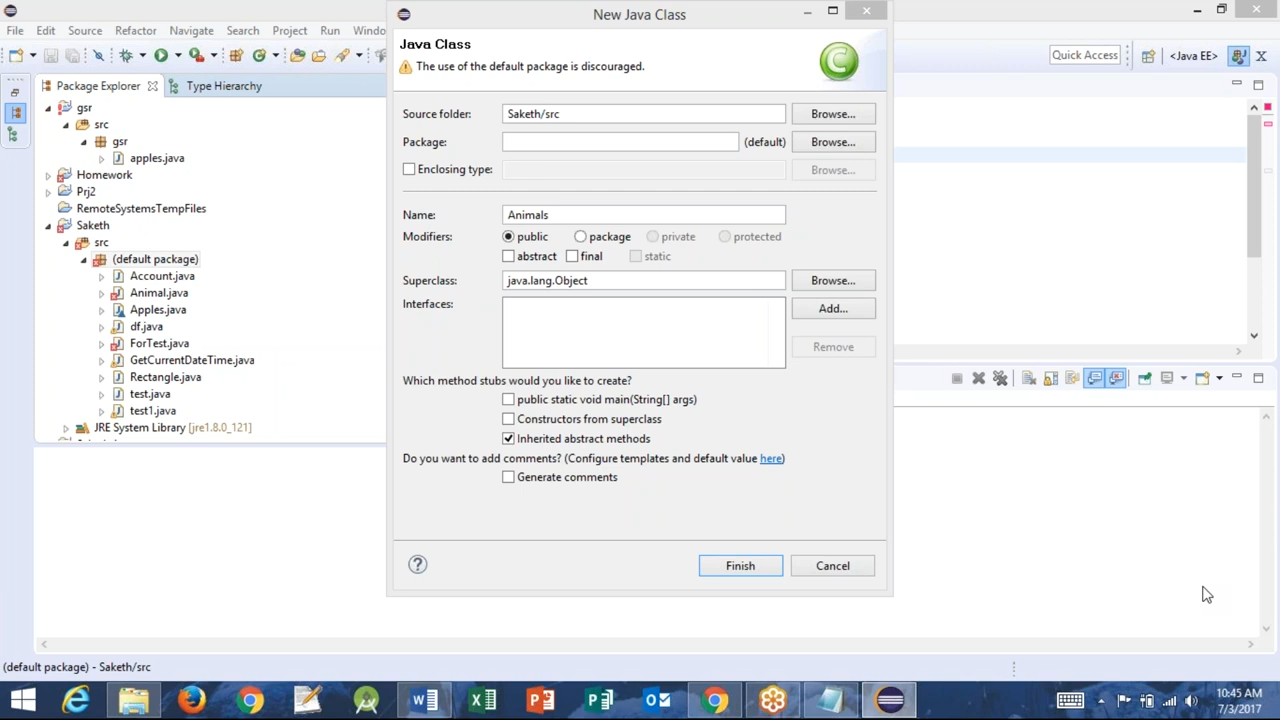 New Java Class
File Edit Source Refactor Navigate Search Project Run Windo
Java Class
The use of the default package is discouraged.
Quick Access
<Java EE>
Package Explorer
Type Hierarchy
gsr
src
gsr
apples.java
Homework
Prj2
RemoteSystemsTempFiles
Saketh
src
(default package)
Account.java
Animal.java
Apples.java
df.java
ForTest.java
GetCurrentDateTime.java
Rectangle.java
test.java
test1.java
JRE System Library [jre1.8.0_121]
Source folder: Saketh/src Browse...
Package: (default) Browse...
Enclosing type: Browse...
Name: Animals
Modifiers: public package private protected
abstract final static
Superclass: java.lang.Object Browse...
Interfaces: Add...
Remove
Which method stubs would you like to create?
public static void main(String[] args)
Constructors from superclass
Inherited abstract methods
Do you want to add comments? (Configure templates and default value here)
Generate comments
Finish Cancel
(default package) - Saketh/src
10:45 AM
7/3/2017